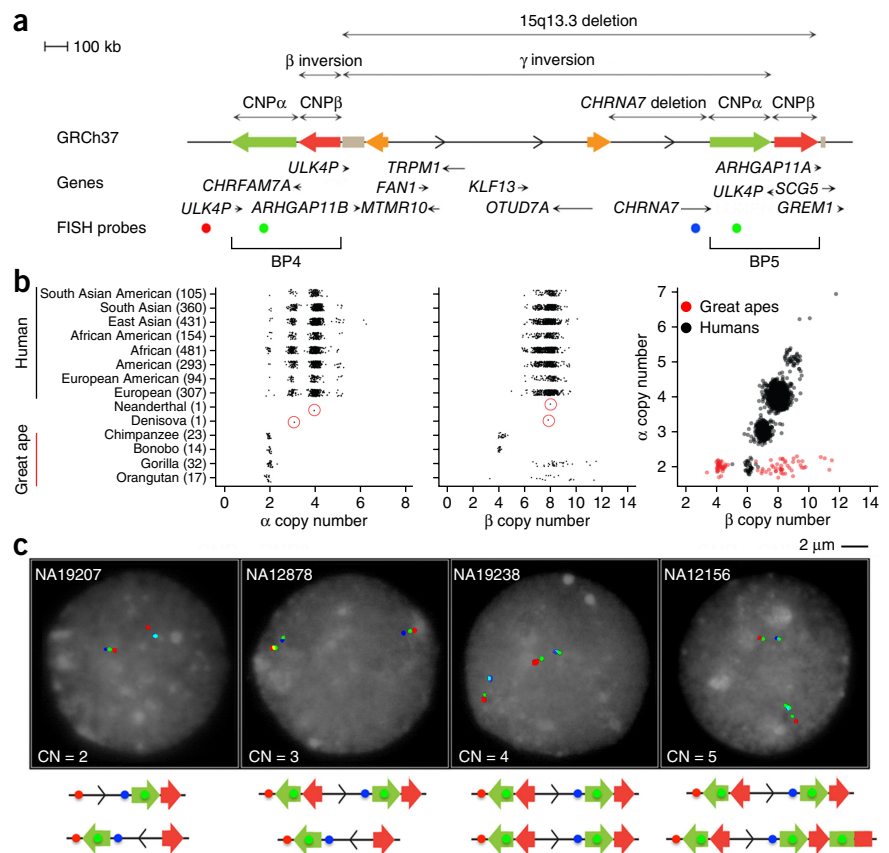 a
15q13.3 deletion
100 kb
β inversion
γ inversion
CNPα CNPβ CHRNA7 deletion CNPα CNPβ
GRCh37
Genes
ULK4P TRPM1 ARHGAP11A
CHRFAM7A FAN1 KLF13 ULK4P SCG5
ULK4P ARHGAP11B MTMR10 OTUD7A CHRNA7 GREM1
FISH probes
BP4 BP5
b
Human
South Asian American (105)
South Asian (360)
East Asian (431)
African American (154)
African (481)
American (293)
European American (94)
European (307)
Neanderthal (1)
Denisova (1)
Great ape
Chimpanzee (23)
Bonobo (14)
Gorilla (32)
Orangutan (17)
0 2 4 6 8
α copy number
0 2 4 6 8 10 12 14
β copy number
Great apes
Humans
7
6
5
4
3
2
α copy number
2 4 6 8 10 12 14
β copy number
c
2 μm
NA19207 NA12878 NA19238 NA12156
CN = 2 CN = 3 CN = 4 CN = 5